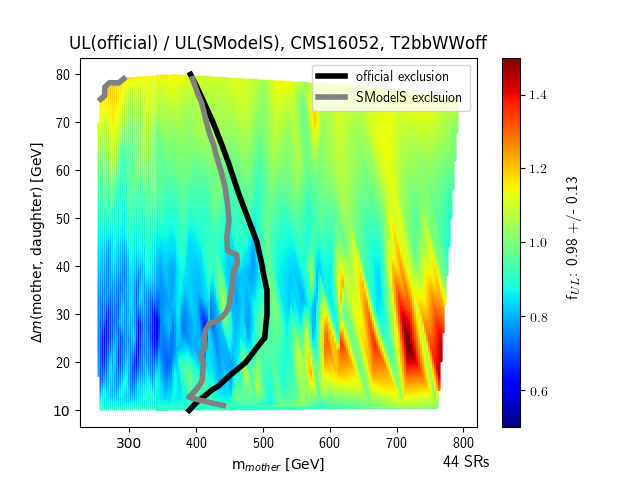 UL(official) / UL(SModelS), CMS16052, T2bbWWoff
official exclusion
SModelS exclsuion
80
70
60
50
40
30
20
10
Δm(mother, daughter) [GeV]
300 400 500 600 700 800
m_mother [GeV]
44 SRs
1.4
1.2
1.0
0.8
0.6
f_UL: 0.98 +/- 0.13